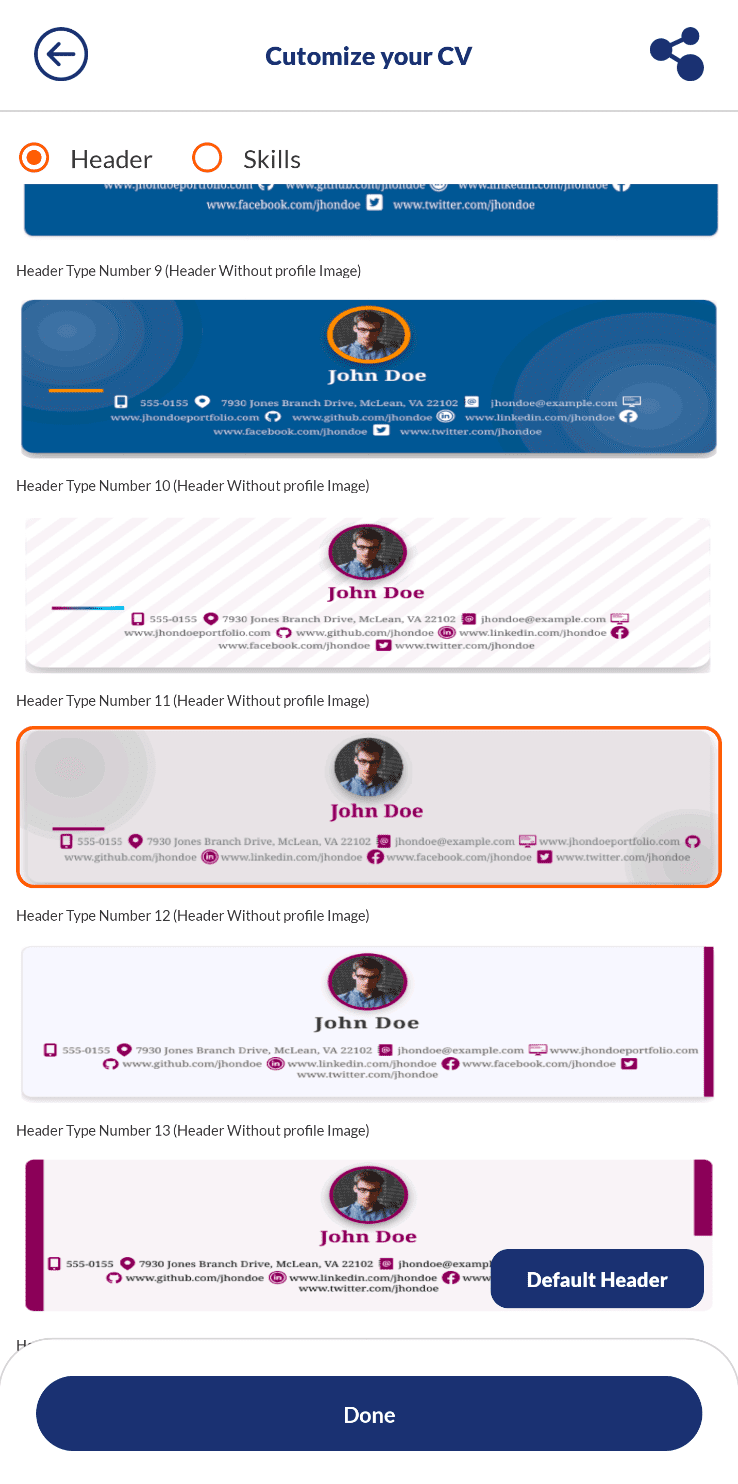 Cutomize your CV
Header Skills
www.jhondoeportfolio.com www.github.com/jhondoe www.linkedin.com/jhondoe
www.facebook.com/jhondoe www.twitter.com/jhondoe
Header Type Number 9 (Header Without profile Image)
John Doe
555-0155 7930 Jones Branch Drive, McLean, VA 22102 jhondoe@example.com
www.jhondoeportfolio.com www.github.com/jhondoe www.linkedin.com/jhondoe
www.facebook.com/jhondoe www.twitter.com/jhondoe
Header Type Number 10 (Header Without profile Image)
John Doe
555-0155 7930 Jones Branch Drive, McLean, VA 22102 jhondoe@example.com
www.jhondoeportfolio.com www.github.com/jhondoe www.linkedin.com/jhondoe
www.facebook.com/jhondoe www.twitter.com/jhondoe
Header Type Number 11 (Header Without profile Image)
John Doe
555-0155 7930 Jones Branch Drive, McLean, VA 22102 jhondoe@example.com www.jhondoeportfolio.com
www.github.com/jhondoe www.linkedin.com/jhondoe www.facebook.com/jhondoe www.twitter.com/jhondoe
Header Type Number 12 (Header Without profile Image)
John Doe
555-0155 7930 Jones Branch Drive, McLean, VA 22102 jhondoe@example.com www.jhondoeportfolio.com
www.github.com/jhondoe www.linkedin.com/jhondoe www.facebook.com/jhondoe
www.twitter.com/jhondoe
Header Type Number 13 (Header Without profile Image)
John Doe
555-0155 7930 Jones Branch Drive, McLean, VA 22102 jhondoe@examp
www.github.com/jhondoe www.linkedin.com/jhondoe www
www.twitter.com/jhondoe
Default Header
Done